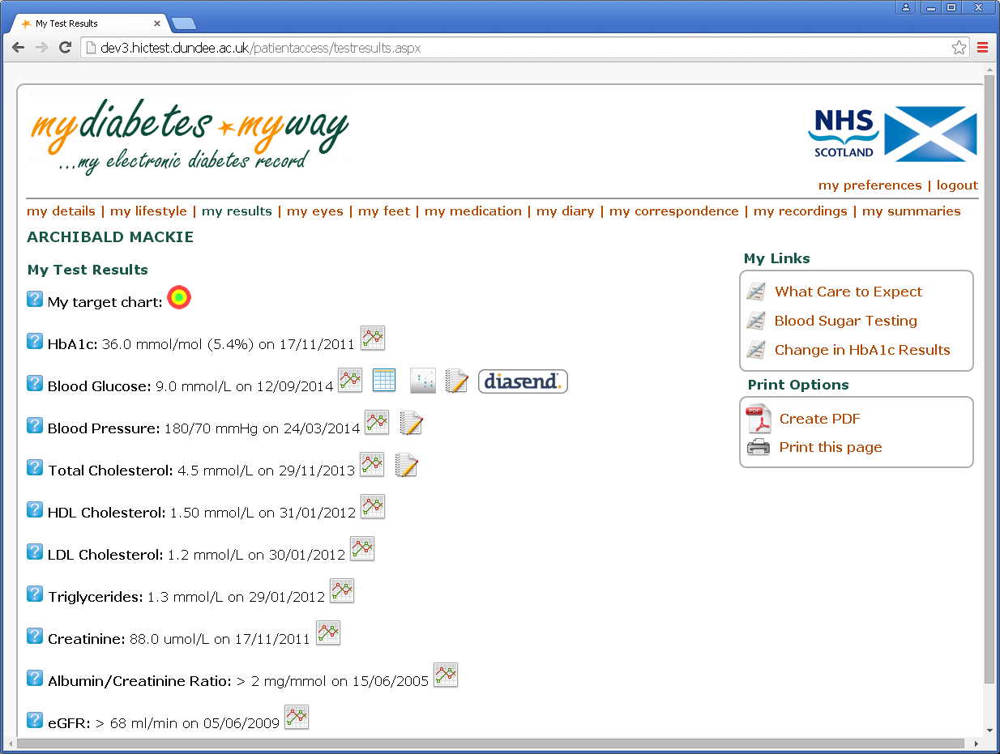 My Test Results
dev3.hictest.dundee.ac.uk/patientaccess/testresults.aspx
mydiabetes myway
...my electronic diabetes record
NHS
SCOTLAND
my preferences | logout
my details | my lifestyle | my results | my eyes | my feet | my medication | my diary | my correspondence | my recordings | my summaries
ARCHIBALD MACKIE
My Test Results
My target chart:
HbA1c: 36.0 mmol/mol (5.4%) on 17/11/2011
Blood Glucose: 9.0 mmol/L on 12/09/2014 diasend
Blood Pressure: 180/70 mmHg on 24/03/2014
Total Cholesterol: 4.5 mmol/L on 29/11/2013
HDL Cholesterol: 1.50 mmol/L on 31/01/2012
LDL Cholesterol: 1.2 mmol/L on 30/01/2012
Triglycerides: 1.3 mmol/L on 29/01/2012
Creatinine: 88.0 umol/L on 17/11/2011
Albumin/Creatinine Ratio: > 2 mg/mmol on 15/06/2005
eGFR: > 68 ml/min on 05/06/2009
My Links
What Care to Expect
Blood Sugar Testing
Change in HbA1c Results
Print Options
PDF
Create PDF
Print this page